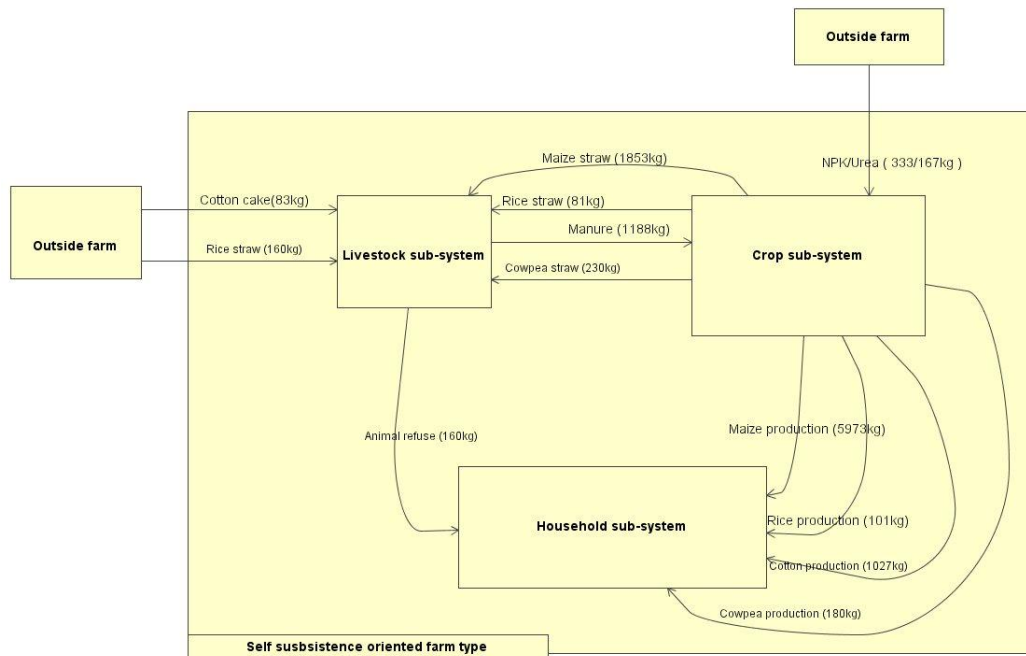 Outside farm
NPK/Urea ( 333/167kg )
Maize straw (1853kg)
Cotton cake(83kg)
Rice straw (81kg)
Manure (1188kg)
Outside farm
Rice straw (160kg)
Livestock sub-system
Crop sub-system
Cowpea straw (230kg)
Animal refuse (160kg)
Maize production (5973kg)
Household sub-system
Rice production (101kg)
Cotton production (1027kg)
Cowpea production (180kg)
Self susbsistence oriented farm type